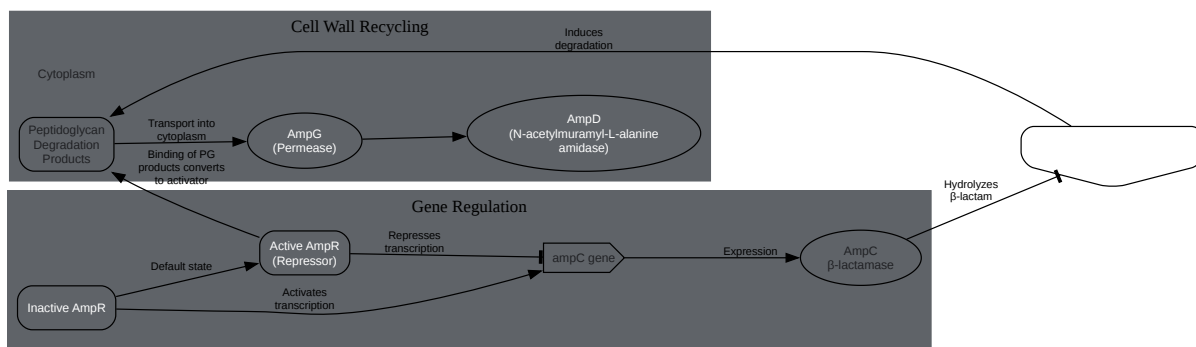 Cell Wall Recycling
Induces
degradation
Cytoplasm
Peptidoglycan
Degradation
Products
Transport into
cytoplasm
AmpG
(Permease)
AmpD
(N-acetylmuramyl-L-alanine
amidase)
Binding of PG
products converts
to activator
Hydrolyzes
β-lactam
Gene Regulation
Active AmpR
(Repressor)
Represses
transcription
ampC gene
Expression
AmpC
β-lactamase
Default state
Inactive AmpR
Activates
transcription